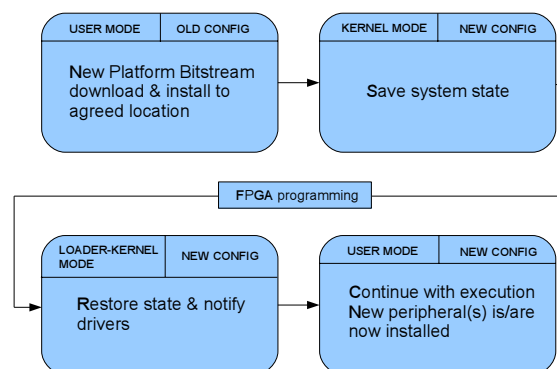 USER MODE
OLD CONFIG
New Platform Bitstream
download & install to
agreed location
KERNEL MODE
NEW CONFIG
Save system state
FPGA programming
LOADER-KERNEL
MODE
NEW CONFIG
Restore state & notify
drivers
USER MODE
NEW CONFIG
Continue with execution
New peripheral(s) is/are
now installed